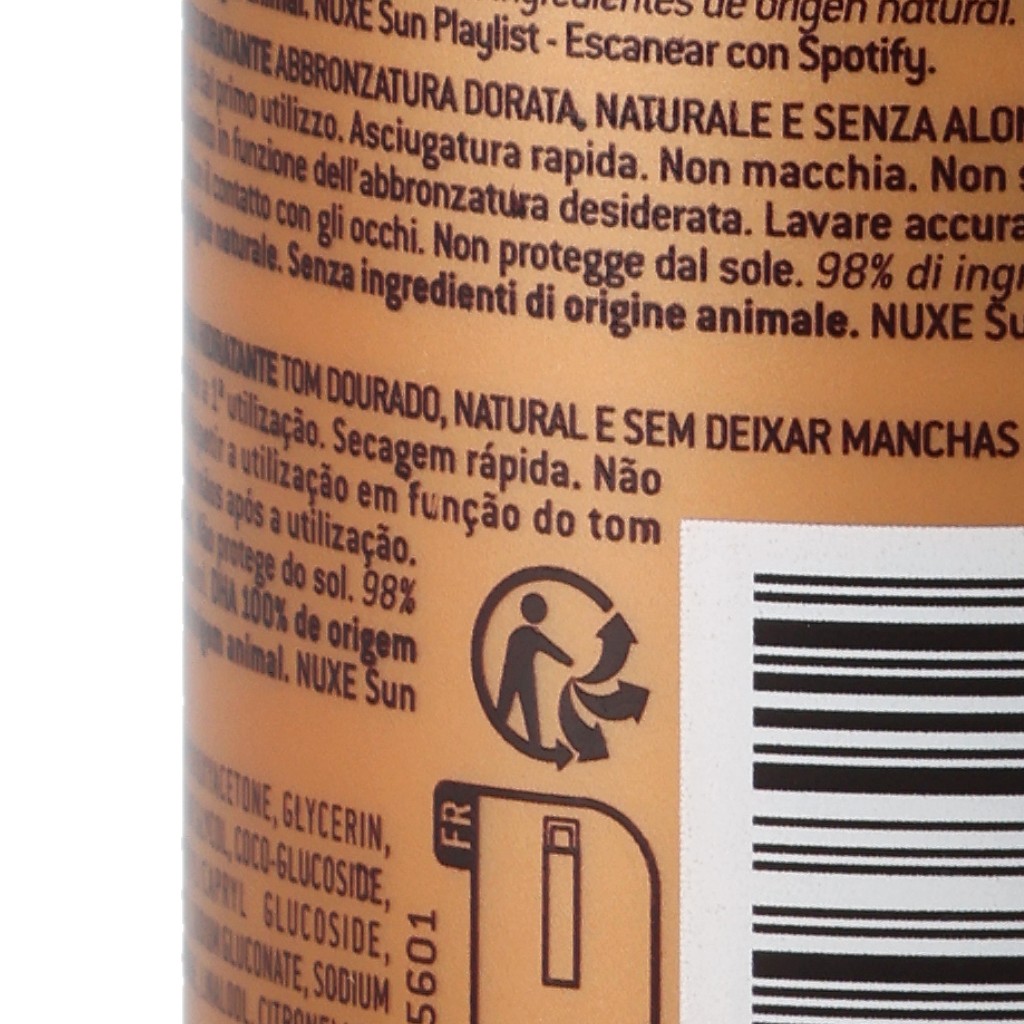 ingredientes de origen natural.
NUXE Sun Playlist - Escanear con Spotify.
ABBRONZATURA DORATA, NATURALE E SENZA
primo utilizzo. Asciugatura rapida. Non macchia. Non
in funzione dell'abbronzatura desiderata. Lavare
il contatto con gli occhi. Non protegge dal sole. 98% di
naturale. Senza ingredienti di origine animale. NUXE
TOM DOURADO, NATURAL E SEM DEIXAR MANCHAS
a 1ª utilização. Secagem rápida. Não
a utilização em função do tom
após a utilização.
Não protege do sol. 98%
DHA 100% de origem
animal. NUXE Sun
GLYCERIN,
COCO-GLUCOSIDE,
CAPRYL GLUCOSIDE,
GLUCONATE, SODIUM
5601
FR